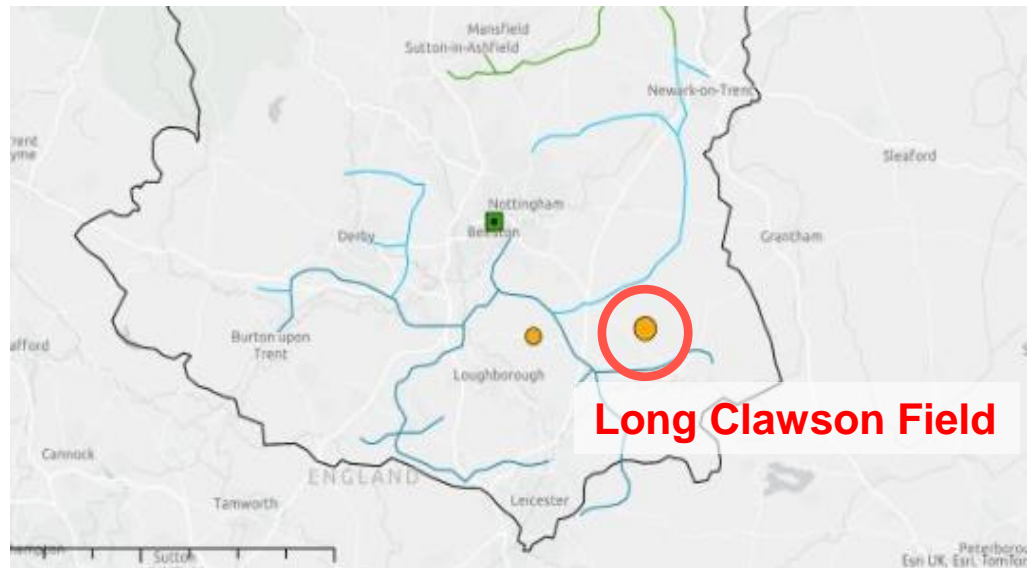 Mansfield
Sutton-in-Ashfield
Newark-on-Trent
Sleaford
Nottingham
Derby
Grantham
Burton upon
Trent
Loughborough
Long Clawson Field
Cannock
ENGLAND
Tamworth
Leicester
Sutton
Esri UK, Esri, TomTom